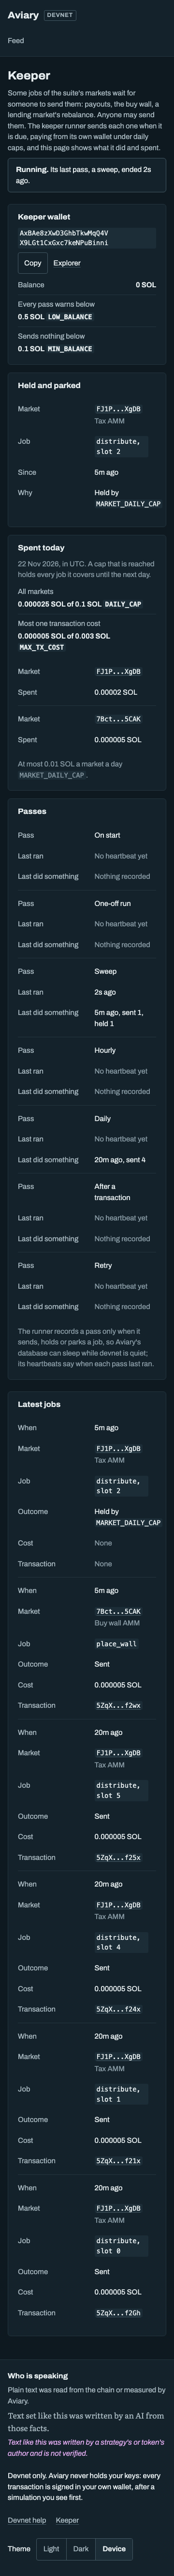 Aviary DEVNET
Feed
Keeper
Some jobs of the suite's markets wait for
someone to send them: payouts, the buy wall, a
lending market's rebalance. Anyone may send
them. The keeper runner sends each one when it
is due, paying from its own wallet under daily
caps, and this page shows what it did and spent.
Running. Its last pass, a sweep, ended 2s
ago.
Keeper wallet
AxBAe8zXwD3GhbTkwMqQ4V
X9LGt1CxGxc7keNPuBinni
Copy Explorer
Balance 0 SOL
Every pass warns below
0.5 SOL LOW_BALANCE
Sends nothing below
0.1 SOL MIN_BALANCE
Held and parked
Market FJ1P...XgDB
Tax AMM
Job distribute,
slot 2
Since 5m ago
Why Held by
MARKET_DAILY_CAP
Spent today
22 Nov 2026, in UTC. A cap that is reached
holds every job it covers until the next day.
All markets
0.000025 SOL of 0.1 SOL DAILY_CAP
Most one transaction cost
0.000005 SOL of 0.003 SOL
MAX_TX_COST
Market FJ1P...XgDB
Spent 0.00002 SOL
Market 7Bct...5CAK
Spent 0.000005 SOL
At most 0.01 SOL a market a day
MARKET_DAILY_CAP.
Passes
Pass On start
Last ran No heartbeat yet
Last did something Nothing recorded
Pass One-off run
Last ran No heartbeat yet
Last did something Nothing recorded
Pass Sweep
Last ran 2s ago
Last did something 5m ago, sent 1,
held 1
Pass Hourly
Last ran No heartbeat yet
Last did something Nothing recorded
Pass Daily
Last ran No heartbeat yet
Last did something 20m ago, sent 4
Pass After a
transaction
Last ran No heartbeat yet
Last did something Nothing recorded
Pass Retry
Last ran No heartbeat yet
Last did something Nothing recorded
The runner records a pass only when it
sends, holds or parks a job, so Aviary's
database can sleep while devnet is quiet;
its heartbeats say when each pass last ran.
Latest jobs
When 5m ago
Market FJ1P...XgDB
Tax AMM
Job distribute,
slot 2
Outcome Held by
MARKET_DAILY_CAP
Cost None
Transaction None
When 5m ago
Market 7Bct...5CAK
Buy wall AMM
Job place_wall
Outcome Sent
Cost 0.000005 SOL
Transaction 5ZqX...f2wx
When 20m ago
Market FJ1P...XgDB
Tax AMM
Job distribute,
slot 5
Outcome Sent
Cost 0.000005 SOL
Transaction 5ZqX...f25x
When 20m ago
Market FJ1P...XgDB
Tax AMM
Job distribute,
slot 4
Outcome Sent
Cost 0.000005 SOL
Transaction 5ZqX...f24x
When 20m ago
Market FJ1P...XgDB
Tax AMM
Job distribute,
slot 1
Outcome Sent
Cost 0.000005 SOL
Transaction 5ZqX...f21x
When 20m ago
Market FJ1P...XgDB
Tax AMM
Job distribute,
slot 0
Outcome Sent
Cost 0.000005 SOL
Transaction 5ZqX...f2Gh
Who is speaking
Plain text was read from the chain or measured by
Aviary.
Text set like this was written by an AI from
those facts.
Text like this was written by a strategy's or token's
author and is not verified.
Devnet only. Aviary never holds your keys: every
transaction is signed in your own wallet, after a
simulation you see first.
Devnet help Keeper
Theme Light Dark Device